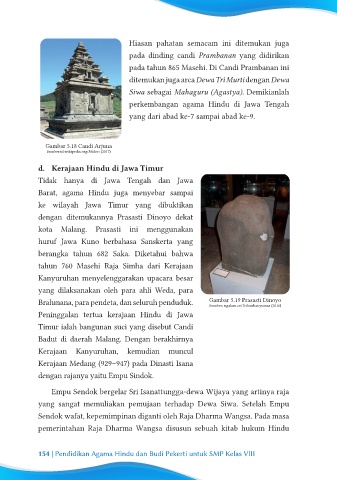 Hiasan pahatan semacam ini ditemukan juga
pada dinding candi Prambanan yang didirikan
pada tahun 865 Masehi. Di Candi Prambanan ini
ditemukan juga arca Dewa Tri Murti dengan Dewa
Siwa sebagai Mahaguru (Agastya). Demikianlah
perkembangan agama Hindu di Jawa Tengah
yang dari abad ke-7 sampai abad ke-9.
Gambar 5.18 Candi Arjuna
d. Kerajaan Hindu di Jawa Timur
Tidak hanya di Jawa Tengah dan Jawa
Barat, agama Hindu juga menyebar sampai
ke wilayah Jawa Timur yang dibuktikan
dengan ditemukannya Prasasti Dinoyo dekat
kota Malang. Prasasti ini menggunakan
huruf Jawa Kuno berbahasa Sanskerta yang
berangka tahun 682 Saka. Diketahui bahwa
tahun 760 Masehi Raja Simha dari Kerajaan
Kanyuruhan menyelenggarakan upacara besar
yang dilaksanakan oleh para ahli Weda, para
Brahmana, para pendeta, dan seluruh penduduk.
Peninggalan tertua kerajaan Hindu di Jawa
Timur ialah bangunan suci yang disebut Candi
Badut di daerah Malang. Dengan berakhirnya
Kerajaan Kanyuruhan, kemudian muncul
Kerajaan Medang (929–947) pada Dinasti Isana
dengan rajanya yaitu Empu Sindok.
Gambar 5.19 Prasasti Dinoyo
Empu Sendok bergelar Sri Isanattungga-dewa Wijaya yang artinya raja
yang sangat memuliakan pemujaan terhadap Dewa Siwa. Setelah Empu
Sendok wafat, kepemimpinan diganti oleh Raja Dharma Wangsa. Pada masa
pemerintahan Raja Dharma Wangsa disusun sebuah kitab hukum Hindu
154 | Pendidikan Agama Hindu dan Budi Pekerti untuk SMP Kelas VIII